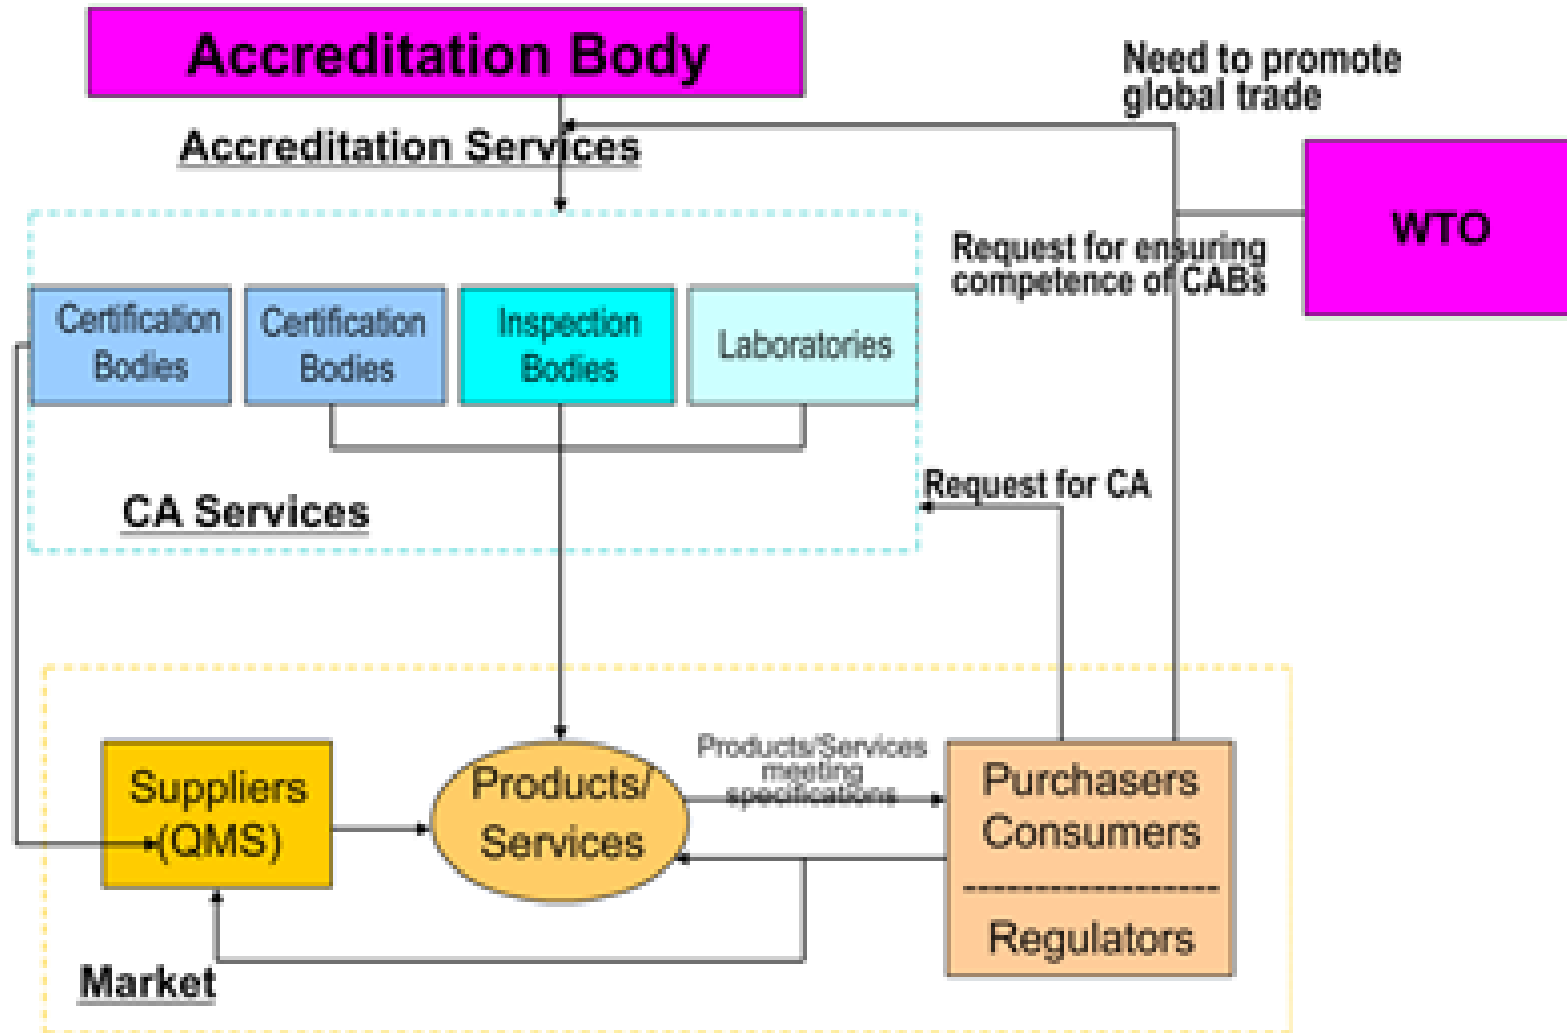 Accreditation Body
Need to promote
global trade
Accreditation Services
WTO
Request for ensuring
competence of CABs
Certification
Bodies
Certification
Bodies
Inspection
Bodies
Laboratories
Request for CA
CA Services
Products/Services
meeting
specifications
Suppliers
(QMS)
Products/
Services
Purchasers
Consumers
Regulators
Market